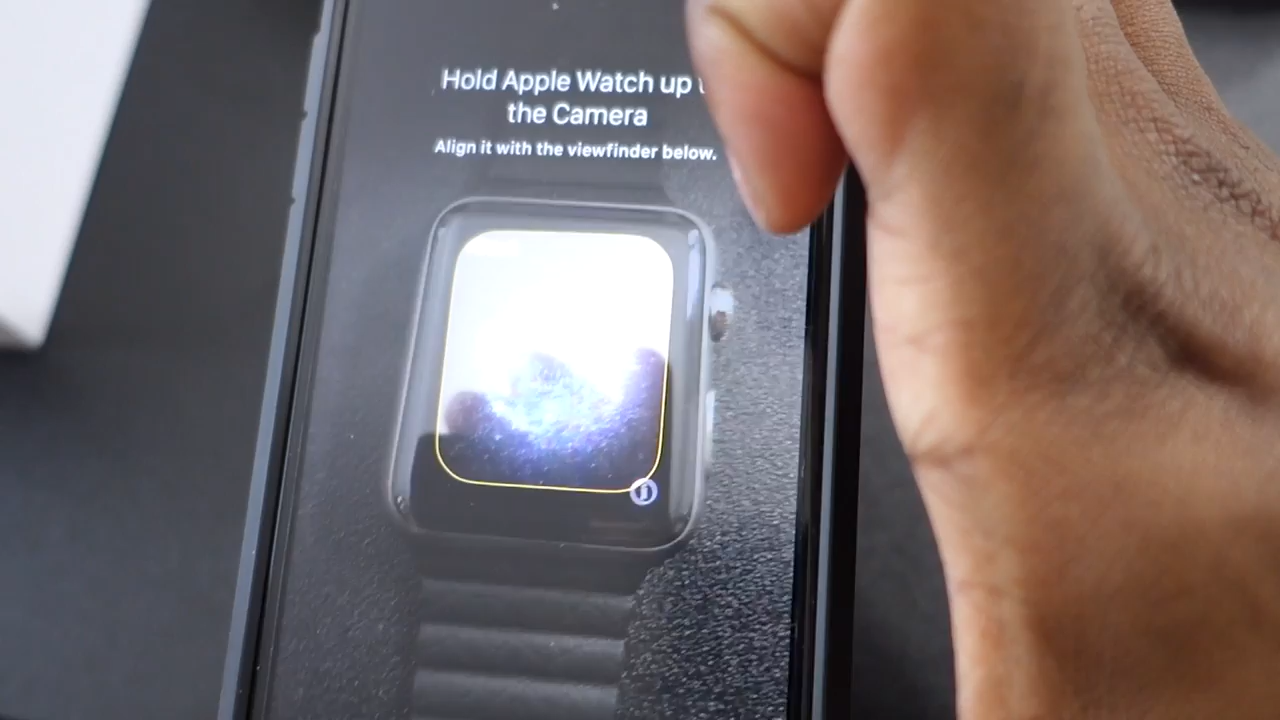 Hold Apple Watch up
the Camera
Align it with the viewfinder below.